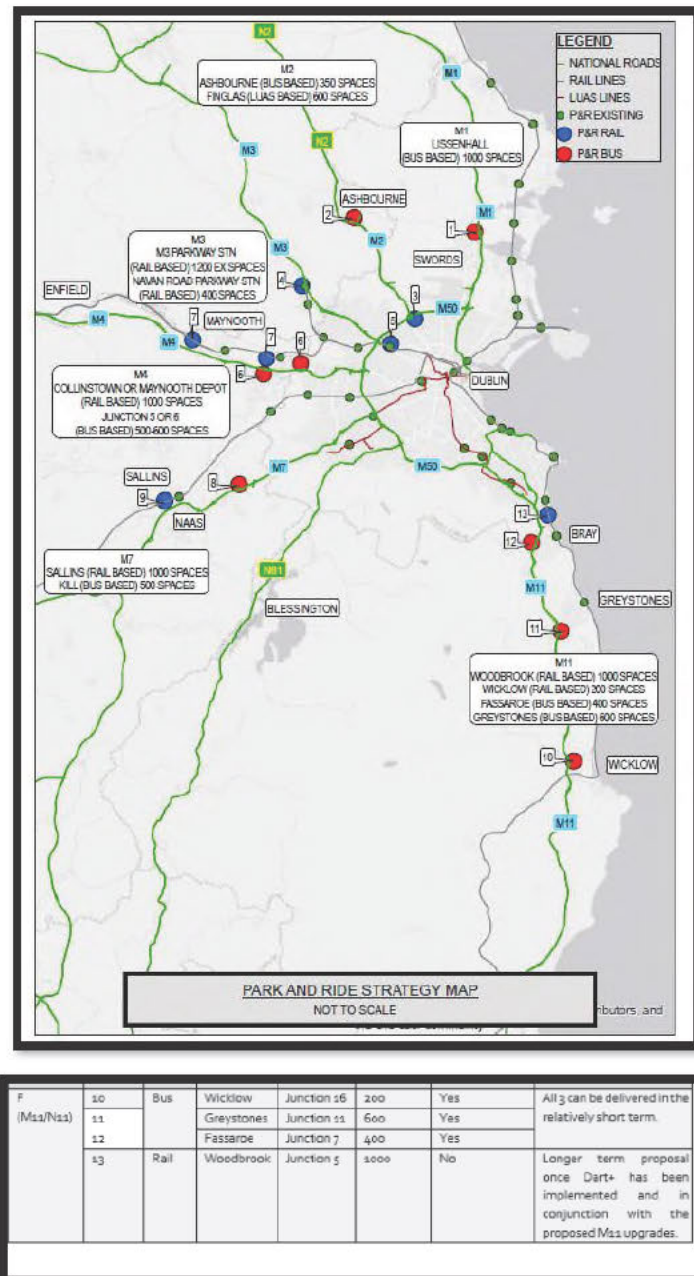 N2
M2
ASHBOURNE (BUS BASED) 350 SPACES
FINGLAS (LUAS BASED) 600 SPACES
M1
LEGEND
NATIONAL ROADS
RAIL LINES
LUAS LINES
P&R EXISTING
P&R RAIL
P&R BUS
M1
LISSENHALL
(BUS BASED) 1000 SPACES
M3
N2
ASHBOURNE
2
1
M1
M2
SWORDS
M3
M3 PARKWAY STN
(RAIL BASED) 1200 EX SPACES
NAVAN ROAD PARKWAY STN
(RAIL BASED) 400 SPACES
M3
4
ENFIELD
3
M50
M4
7
MAYNOOTH
7
6
5
M4
6
DUBLIN
M4
COLLINSTOWN OR MAYNOOTH DEPOT
(RAIL BASED) 1000 SPACES
JUNCTION 5 OR 6
(BUS BASED) 500-600 SPACES
SALLINS
M7
M50
8
9
NAAS
13
BRAY
12
M7
SALLINS (RAIL BASED) 1000 SPACES
KILL (BUS BASED) 500 SPACES
N81
M11
BLESSINGTON
GREYSTONES
11
M11
WOODBROOK (RAIL BASED) 1000 SPACES
WICKLOW (RAIL BASED) 200 SPACES
FASSAROE (BUS BASED) 400 SPACES
GREYSTONES (BUS BASED) 600 SPACES
10
WICKLOW
M11
PARK AND RIDE STRATEGY MAP
NOT TO SCALE
butors, and
community
F 10 Bus Wicklow Junction 16 200 Yes All 3 can be delivered in the
(M11/N11) 11 Greystones Junction 11 600 Yes relatively short term.
12 Fassaroe Junction 7 400 Yes
13 Rail Woodbrook Junction 5 1000 No Longer term proposal
once Dart+ has been
implemented and in
conjunction with the
proposed M11 upgrades.